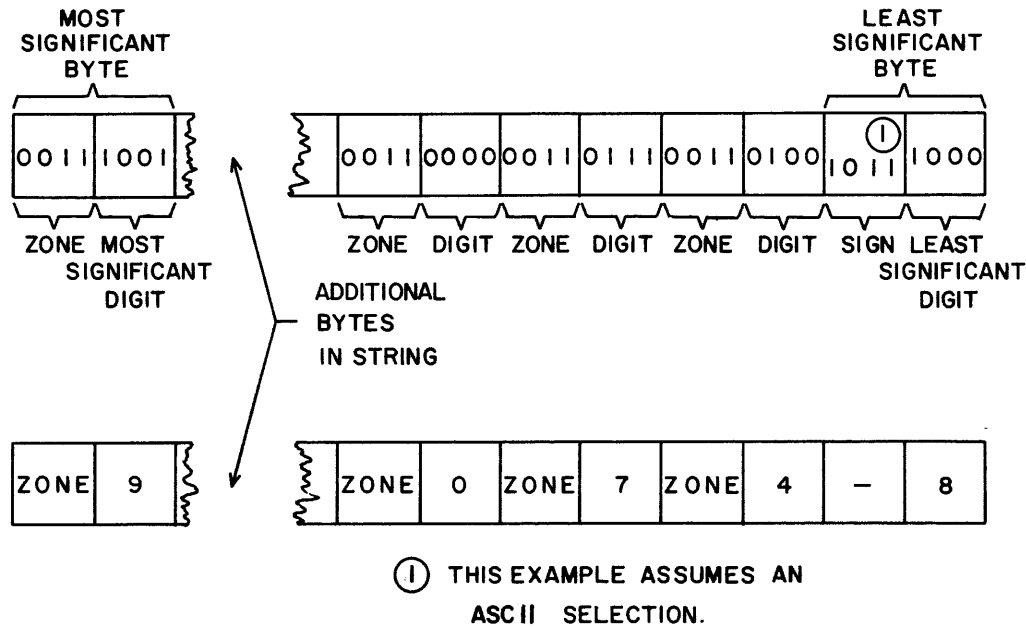 MOST
SIGNIFICANT
BYTE
LEAST
SIGNIFICANT
BYTE
0011 1001 0011 0000 0011 0111 0011 0100 1011 1 1000
ZONE MOST
SIGNIFICANT
DIGIT
ZONE DIGIT ZONE DIGIT ZONE DIGIT SIGN LEAST
SIGNIFICANT
DIGIT
ADDITIONAL
BYTES
IN STRING
ZONE 9 ZONE 0 ZONE 7 ZONE 4 – 8
1 THIS EXAMPLE ASSUMES AN
ASCII SELECTION.